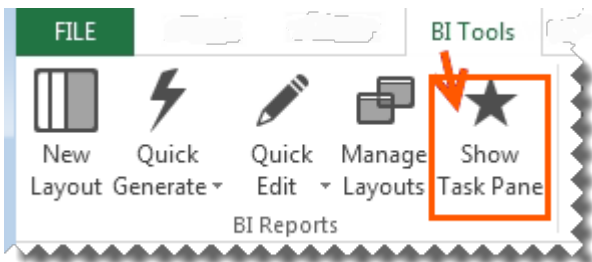 FILE BI Tools
New Quick Quick Manage Show
Layout Generate Edit Layouts Task Pane
BI Reports